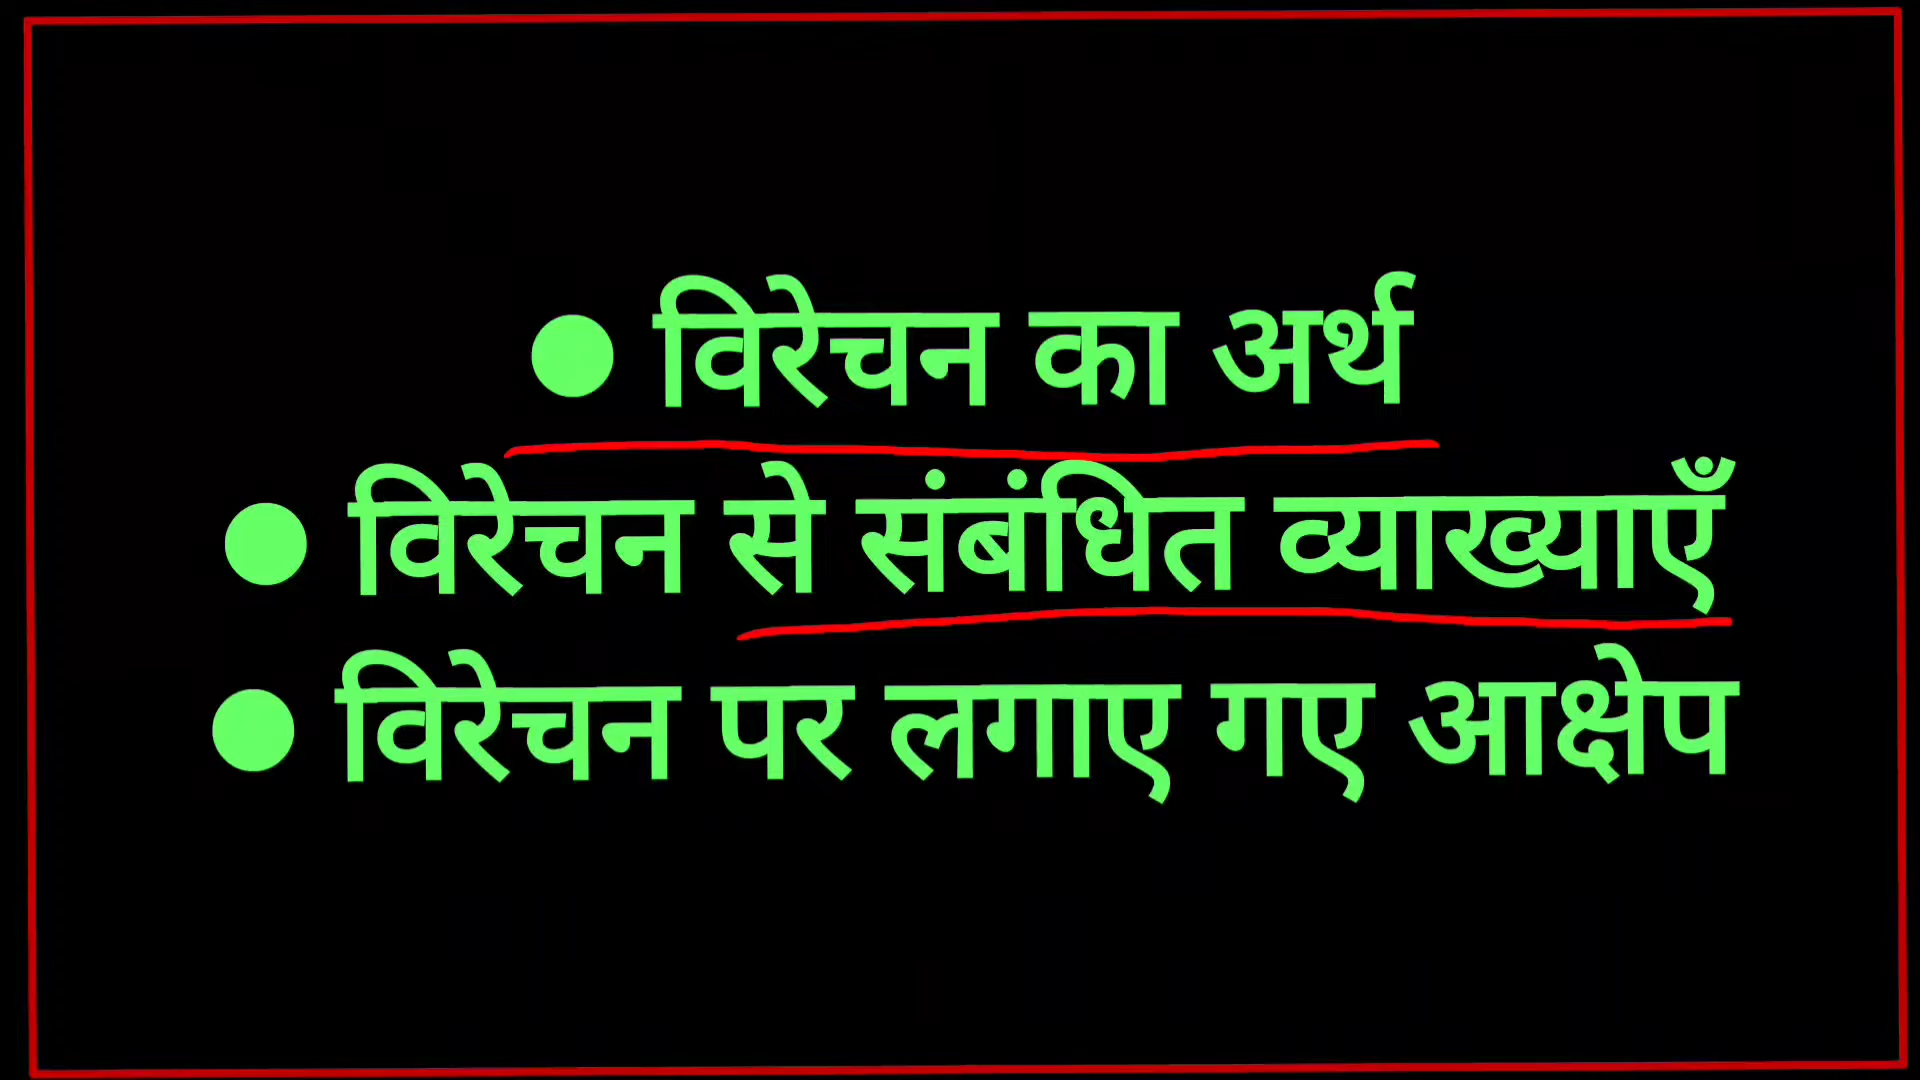 ● विरेचन का अर्थ
● विरेचन से संबंधित व्याख्याएँ
● विरेचन पर लगाए गए आक्षेप